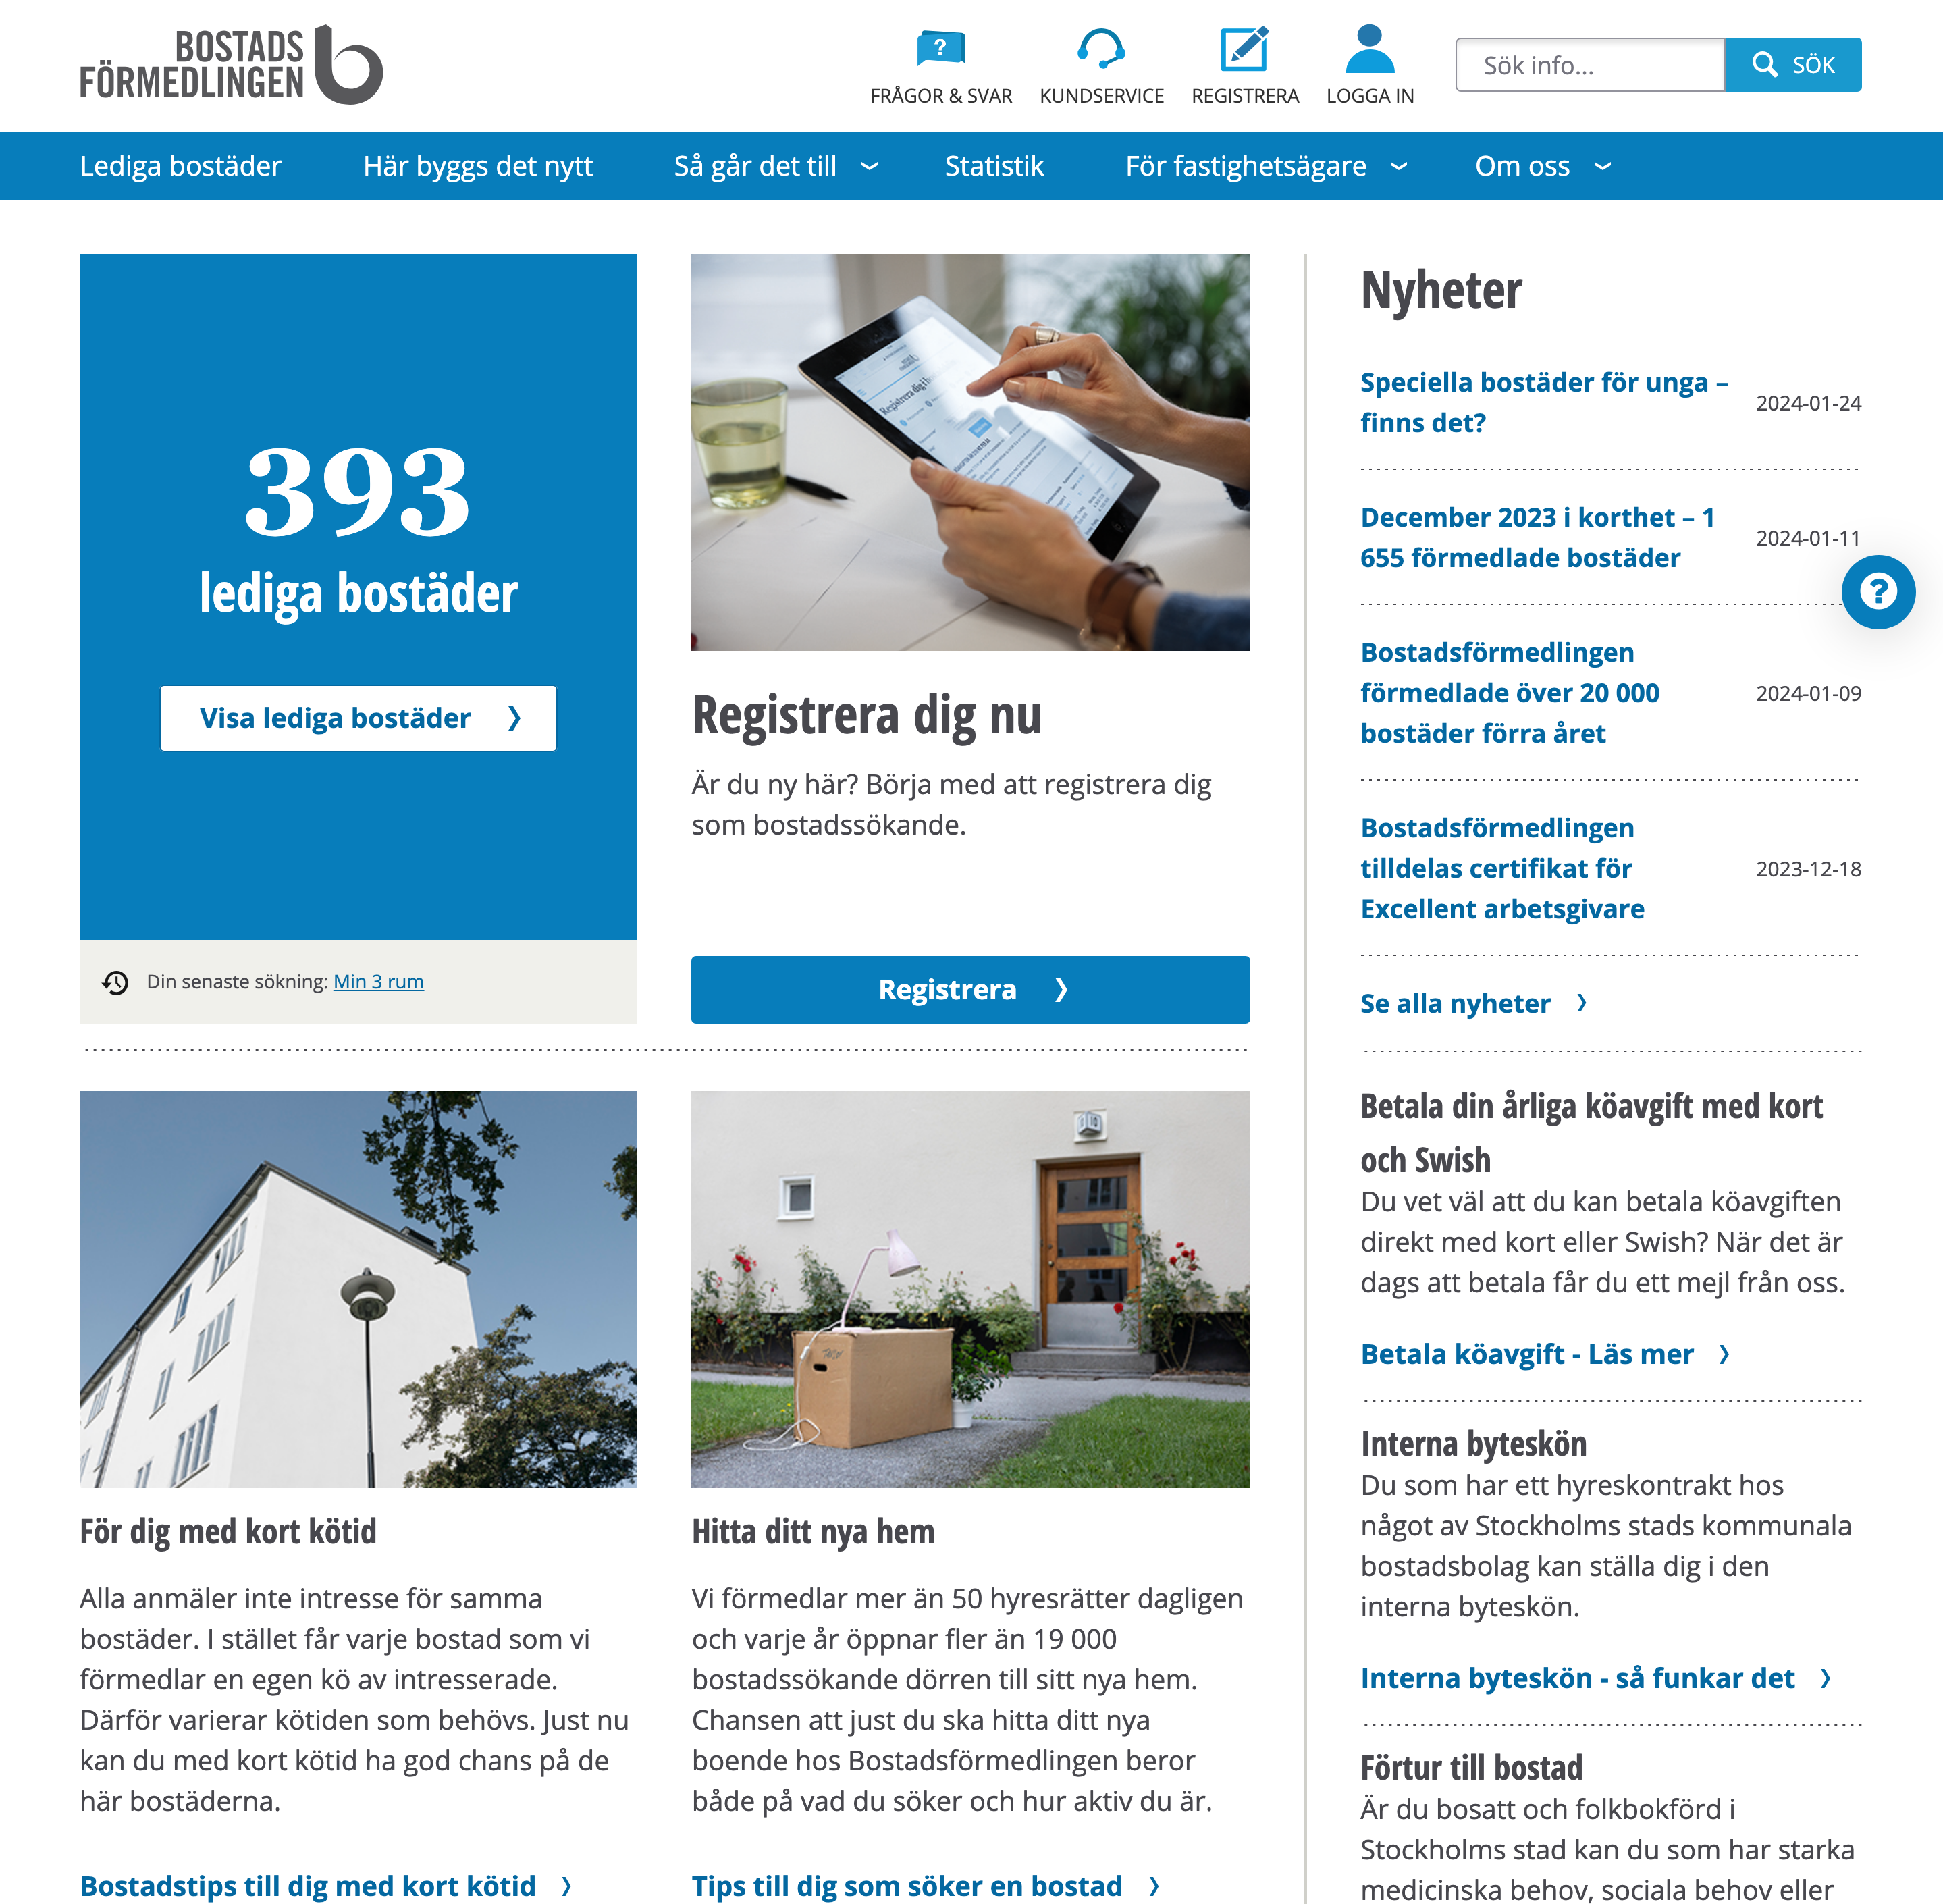 BOSTADS
FÖRMEDLINGEN
FRÅGOR & SVAR
KUNDSERVICE
REGISTRERA
LOGGA IN
Sök info...
SÖK
Lediga bostäder
Här byggs det nytt
Så går det till
Statistik
För fastighetsägare
Om oss
393
lediga bostäder
Visa lediga bostäder
Din senaste sökning: Min 3 rum
Registrera dig
Registrera dig nu
Är du ny här? Börja med att registrera dig
som bostadssökande.
Registrera
För dig med kort kötid
Alla anmäler inte intresse för samma
bostäder. I stället får varje bostad som vi
förmedlar en egen kö av intresserade.
Därför varierar kötiden som behövs. Just nu
kan du med kort kötid ha god chans på de
här bostäderna.
Bostadstips till dig med kort kötid
Hitta ditt nya hem
Vi förmedlar mer än 50 hyresrätter dagligen
och varje år öppnar fler än 19 000
bostadssökande dörren till sitt nya hem.
Chansen att just du ska hitta ditt nya
boende hos Bostadsförmedlingen beror
både på vad du söker och hur aktiv du är.
Tips till dig som söker en bostad
Nyheter
Speciella bostäder för unga –
finns det?
2024-01-24
December 2023 i korthet – 1
655 förmedlade bostäder
2024-01-11
Bostadsförmedlingen
förmedlade över 20 000
bostäder förra året
2024-01-09
Bostadsförmedlingen
tilldelas certifikat för
Excellent arbetsgivare
2023-12-18
Se alla nyheter
Betala din årliga köavgift med kort
och Swish
Du vet väl att du kan betala köavgiften
direkt med kort eller Swish? När det är
dags att betala får du ett mejl från oss.
Betala köavgift - Läs mer
Interna byteskön
Du som har ett hyreskontrakt hos
något av Stockholms stads kommunala
bostadsbolag kan ställa dig i den
interna byteskön.
Interna byteskön - så funkar det
Förtur till bostad
Är du bosatt och folkbokförd i
Stockholms stad kan du som har starka
medicinska behov, sociala behov eller